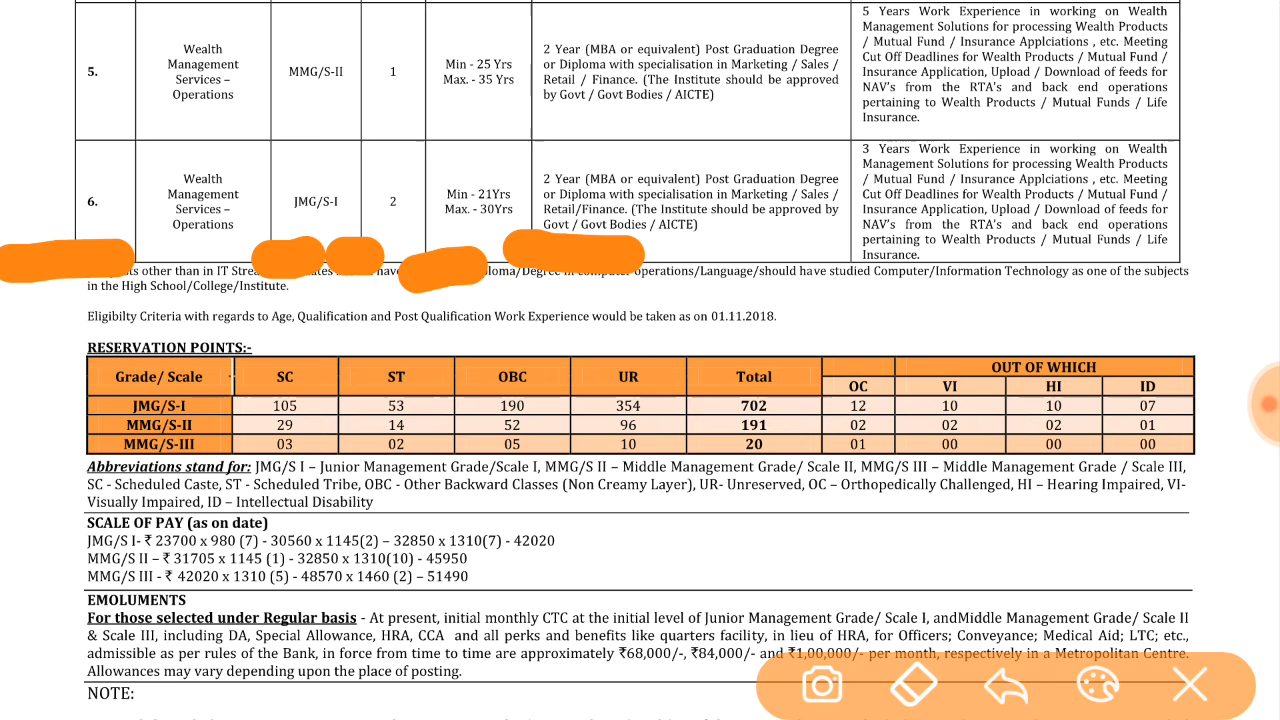 5 Years Work Experience in working on Wealth
Management Solutions for processing Wealth Products
/ Mutual Fund / Insurance Applciations , etc. Meeting
Cut Off Deadlines for Wealth Products / Mutual Fund /
Insurance Application, Upload / Download of feeds for
NAV's from the RTA's and back end operations
pertaining to Wealth Products / Mutual Funds / Life
Insurance.
5.
Wealth
Management
Services –
Operations
MMG/S-II
1
Min - 25 Yrs
Max. - 35 Yrs
2 Year (MBA or equivalent) Post Graduation Degree
or Diploma with specialisation in Marketing / Sales /
Retail / Finance. (The Institute should be approved
by Govt / Govt Bodies / AICTE)
6.
Wealth
Management
Services –
Operations
JMG/S-I
2
Min - 21Yrs
Max. - 30Yrs
2 Year (MBA or equivalent) Post Graduation Degree
or Diploma with specialisation in Marketing / Sales /
Retail/Finance. (The Institute should be approved by
Govt / Govt Bodies / AICTE)
3 Years Work Experience in working on Wealth
Management Solutions for processing Wealth Products
/ Mutual Fund / Insurance Applciations , etc. Meeting
Cut Off Deadlines for Wealth Products / Mutual Fund /
Insurance Application, Upload / Download of feeds for
NAV's from the RTA's and back end operations
pertaining to Wealth Products / Mutual Funds / Life
Insurance.
other than in IT have in computer operations/Language/should have studied Computer/Information Technology as one of the subjects
in the High School/College/Institute.
Eligibilty Criteria with regards to Age, Qualification and Post Qualification Work Experience would be taken as on 01.11.2018.
RESERVATION POINTS:-
Grade/ Scale SC ST OBC UR Total OUT OF WHICH
OC VI HI ID
JMG/S-I 105 53 190 354 702 12 10 10 07
MMG/S-II 29 14 52 96 191 02 02 02 01
MMG/S-III 03 02 05 10 20 01 00 00 00
Abbreviations stand for: JMG/S I – Junior Management Grade/Scale I, MMG/S II – Middle Management Grade/ Scale II, MMG/S III – Middle Management Grade / Scale III,
SC - Scheduled Caste, ST - Scheduled Tribe, OBC - Other Backward Classes (Non Creamy Layer), UR- Unreserved, OC – Orthopedically Challenged, HI – Hearing Impaired, VI-
Visually Impaired, ID – Intellectual Disability
SCALE OF PAY (as on date)
JMG/S I- ₹ 23700 x 980 (7) - 30560 x 1145(2) – 32850 x 1310(7) - 42020
MMG/S II – ₹ 31705 x 1145 (1) - 32850 x 1310(10) - 45950
MMG/S III - ₹ 42020 x 1310 (5) - 48570 x 1460 (2) – 51490
EMOLUMENTS
For those selected under Regular basis - At present, initial monthly CTC at the initial level of Junior Management Grade/ Scale I, andMiddle Management Grade/ Scale II
& Scale III, including DA, Special Allowance, HRA, CCA and all perks and benefits like quarters facility, in lieu of HRA, for Officers; Conveyance; Medical Aid; LTC; etc.,
admissible as per rules of the Bank, in force from time to time are approximately ₹68,000/-, ₹84,000/- and ₹1,00,000/- per month, respectively in a Metropolitan Centre.
Allowances may vary depending upon the place of posting.
NOTE: